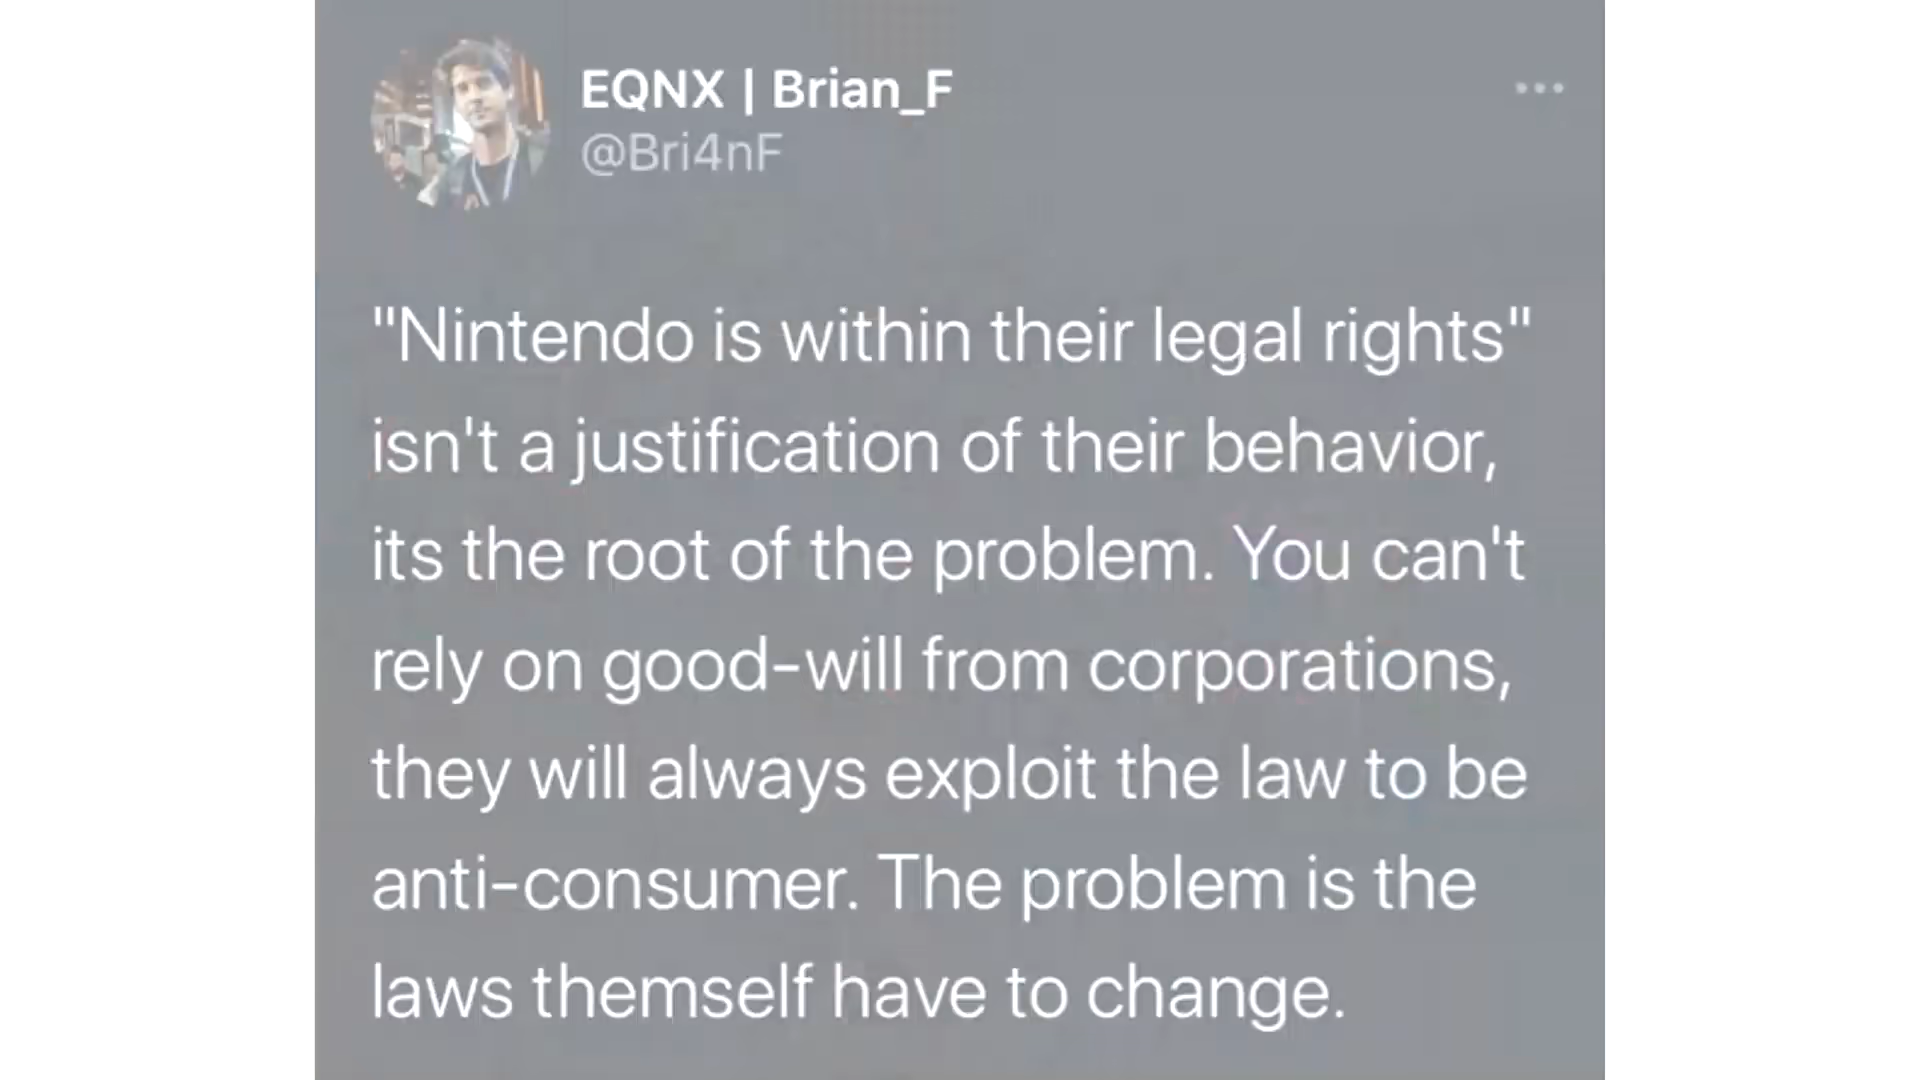 EQNX | Brian_F
@Bri4nF
"Nintendo is within their legal rights"
isn't a justification of their behavior,
its the root of the problem. You can't
rely on good-will from corporations,
they will always exploit the law to be
anti-consumer. The problem is the
laws themself have to change.